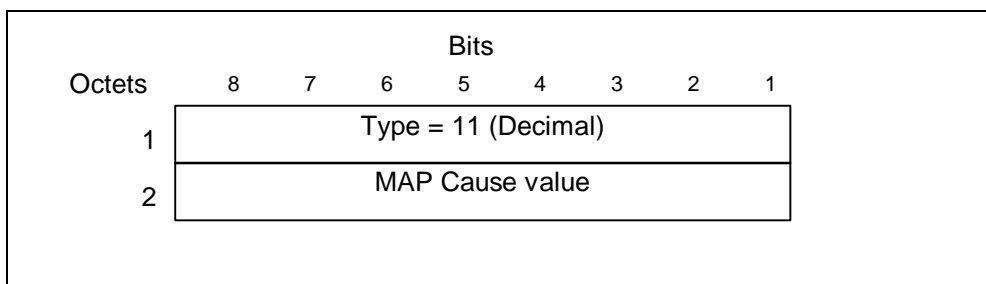 Bits
Octets 8 7 6 5 4 3 2 1
1 Type = 11 (Decimal)
2 MAP Cause value